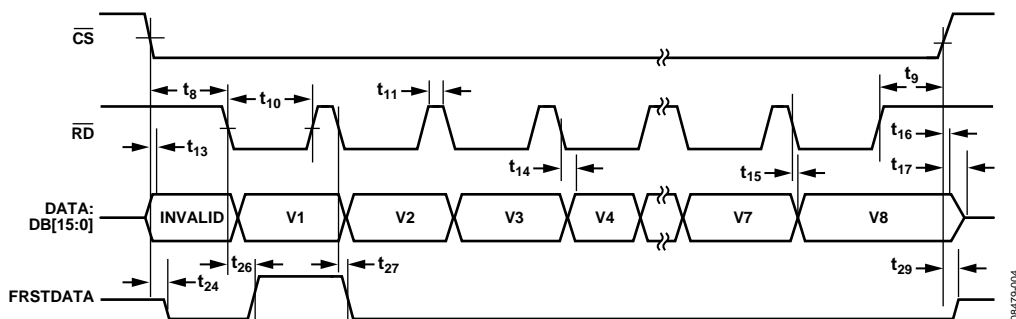 CS
t8
t10
t11
t9
RD
t13
t14
t15
t16
t17
DATA:
DB[15:0]
INVALID
V1
V2
V3
V4
V7
V8
t24
t26
t27
t29
FRSTDATA
08479-004